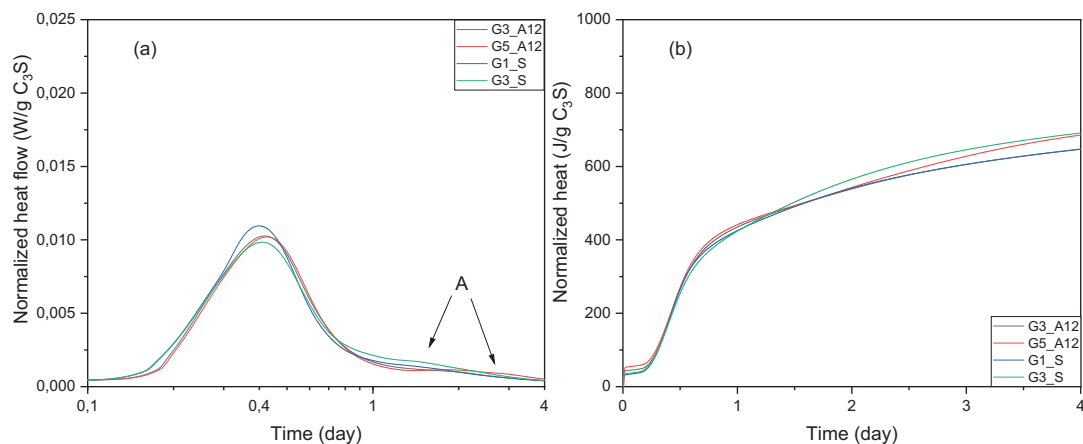 (a)
G3_A12
G5_A12
G1_S
G3_S
A
Normalized heat flow (W/g C₃S)
0,025
0,020
0,015
0,010
0,005
0,000
0,1
0,4
1
4
Time (day)
(b)
Normalized heat (J/g C₃S)
1000
800
600
400
200
0
0
1
2
3
4
G3_A12
G5_A12
G1_S
G3_S
Time (day)